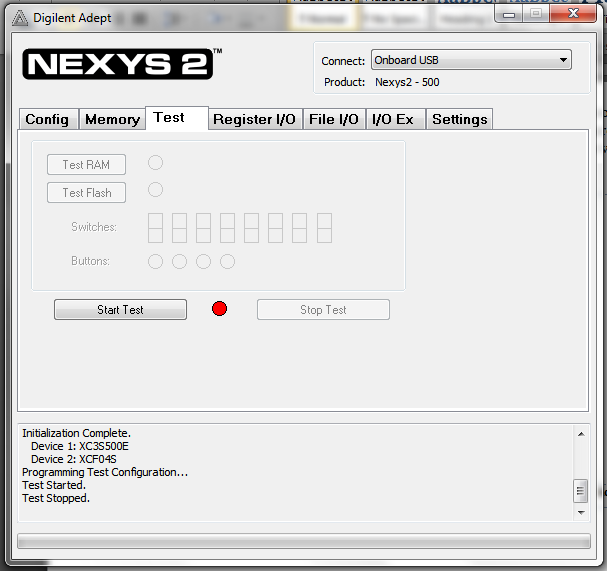 Digilent Adept
NEXYS 2™
Connect: Onboard USB
Product: Nexys2 - 500
Config Memory Test Register I/O File I/O I/O Ex Settings
Test RAM
Test Flash
Switches:
Buttons:
Start Test Stop Test
Initialization Complete.
Device 1: XC3S500E
Device 2: XCF04S
Programming Test Configuration...
Test Started.
Test Stopped.